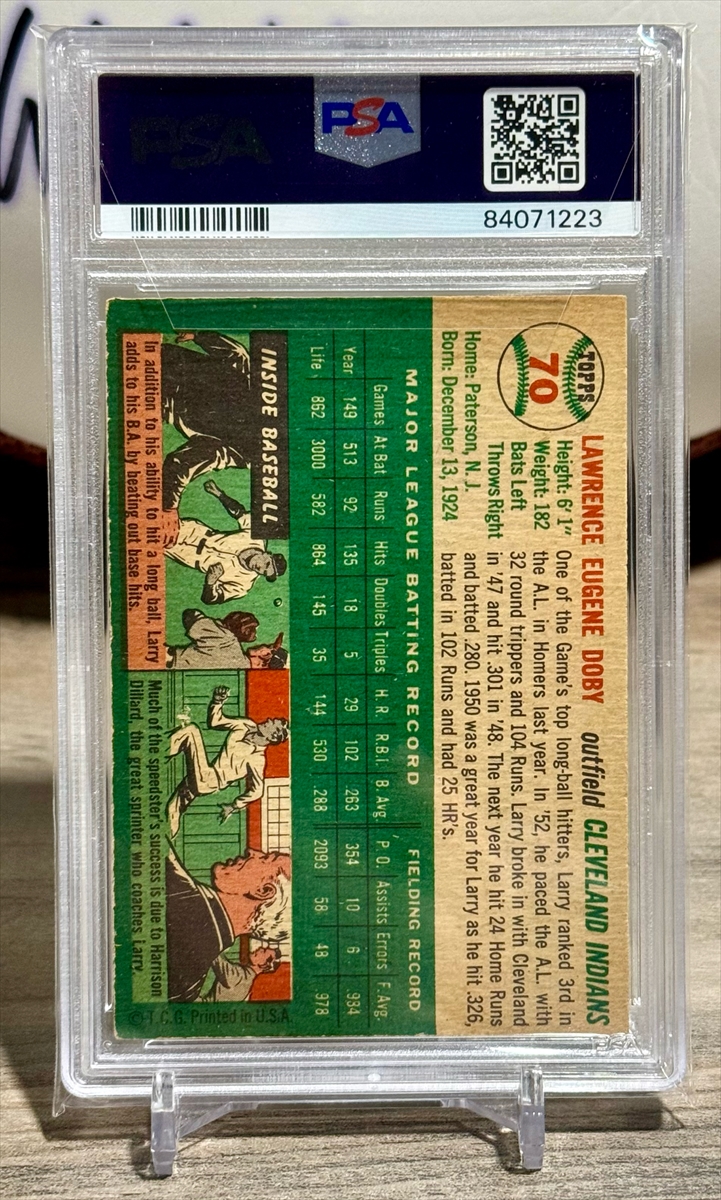 PSA
PSA
84071223
TOPPS
70
LAWRENCE EUGENE DOBY outfield CLEVELAND INDIANS
Height: 6' 1"
Weight: 182
Bats Left
Throws Right
Home: Paterson, N. J.
Born: December 13, 1924
One of the Game's top long-ball hitters, Larry ranked 3rd in
the A.L. in Homers last year. In '52, he paced the A.L. with
32 round trippers and 104 Runs. Larry broke in with Cleveland
in '47 and hit .301 in '48. The next year he hit 24 Home Runs
and batted .280. 1950 was a great year for Larry as he hit .326,
batted in 102 Runs and had 25 HR's.
MAJOR LEAGUE BATTING RECORD FIELDING RECORD
Games At Bat Runs Hits Doubles Triples H. R. R.B.I. B. Avg. P. O. Assists Errors F. Avg.
Year 149 513 92 135 18 5 29 102 263 354 10 6 984
Life 862 3000 582 864 145 35 144 530 .288 2093 58 48 .978
INSIDE BASEBALL
In addition to his ability to hit a long ball, Larry
adds to his B.A. by beating out base hits.
Much of the speedster's success is due to Harrison
Dillard, the great sprinter who coaches Larry.
© T.C.G. Printed in U.S.A.